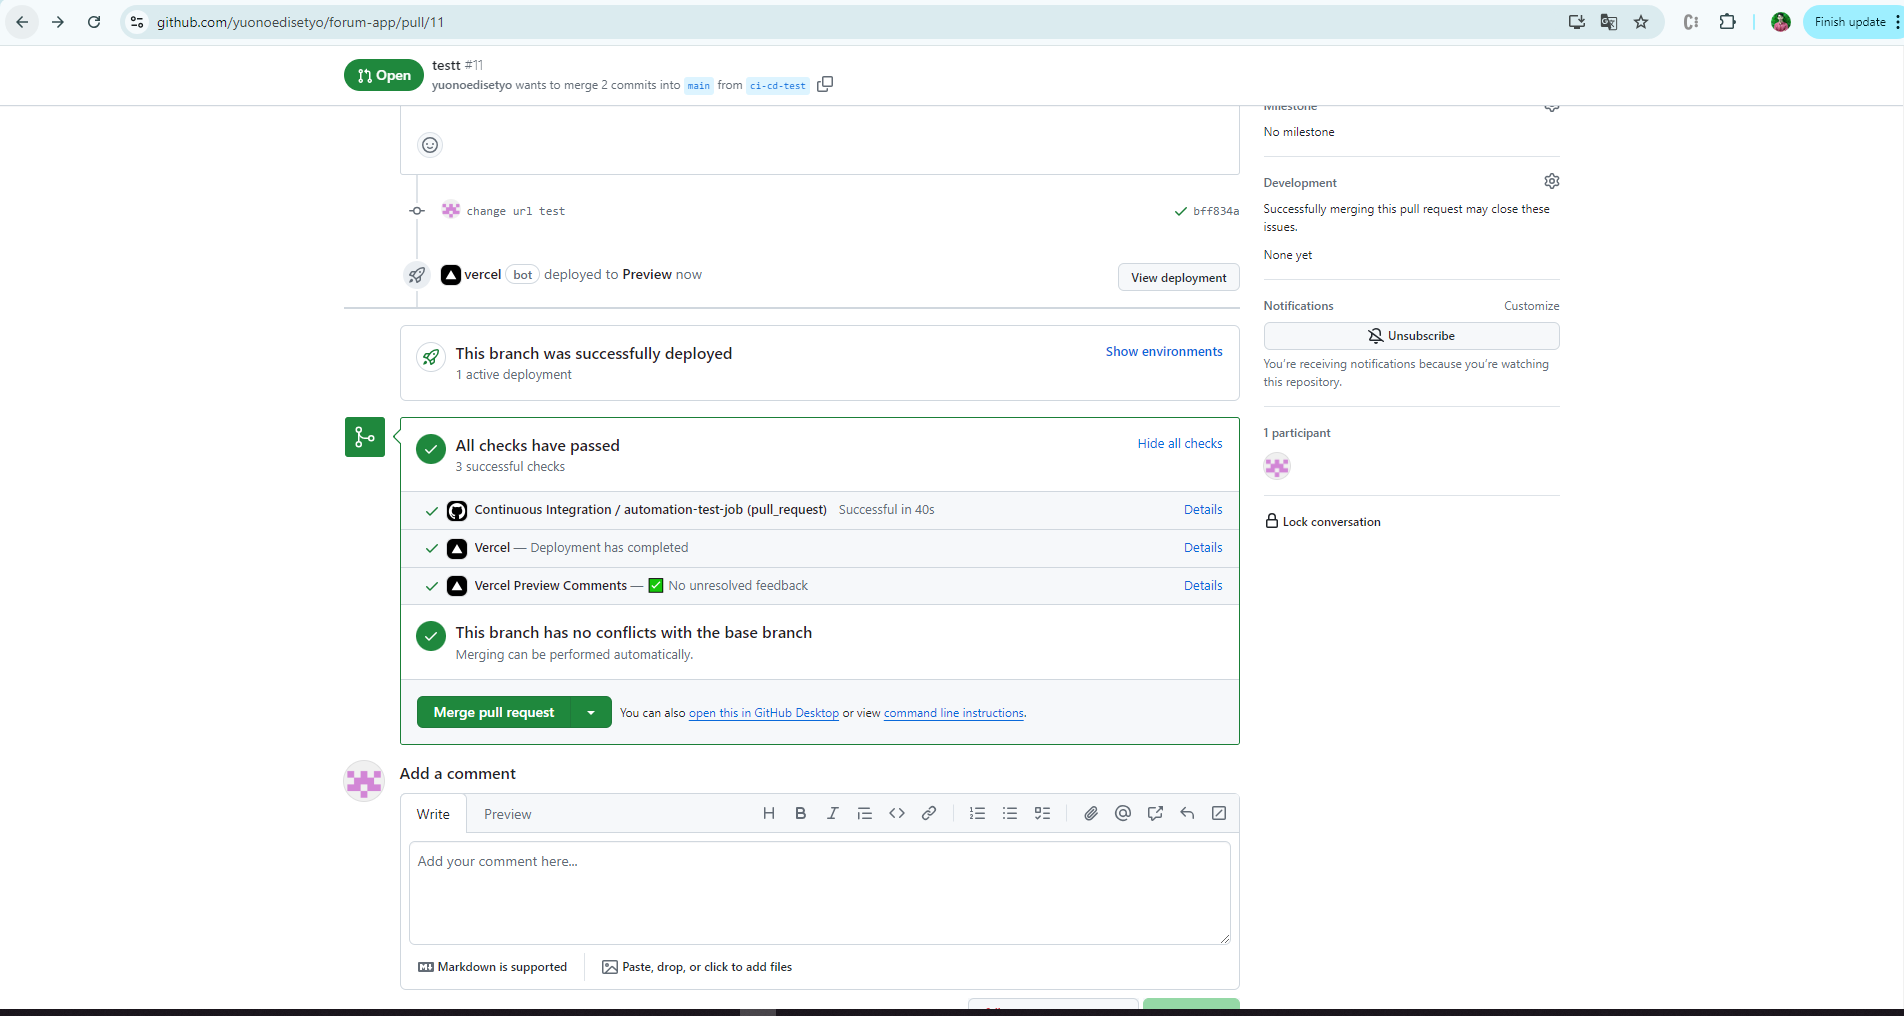 github.com/yuonoedisetyo/forum-app/pull/11
Finish update
Open
testt #11
yuonoedisetyo wants to merge 2 commits into main from ci-cd-test
change url test
bff834a
vercel bot deployed to Preview now
View deployment
This branch was successfully deployed
1 active deployment
Show environments
All checks have passed
3 successful checks
Hide all checks
Continuous Integration / automation-test-job (pull_request) Successful in 40s
Details
Vercel — Deployment has completed
Details
Vercel Preview Comments — ✅ No unresolved feedback
Details
This branch has no conflicts with the base branch
Merging can be performed automatically.
Merge pull request
You can also open this in GitHub Desktop or view command line instructions.
Add a comment
Write
Preview
Add your comment here...
Markdown is supported
Paste, drop, or click to add files
Milestone
No milestone
Development
Successfully merging this pull request may close these
issues.
None yet
Notifications
Customize
Unsubscribe
You're receiving notifications because you're watching
this repository.
1 participant
Lock conversation